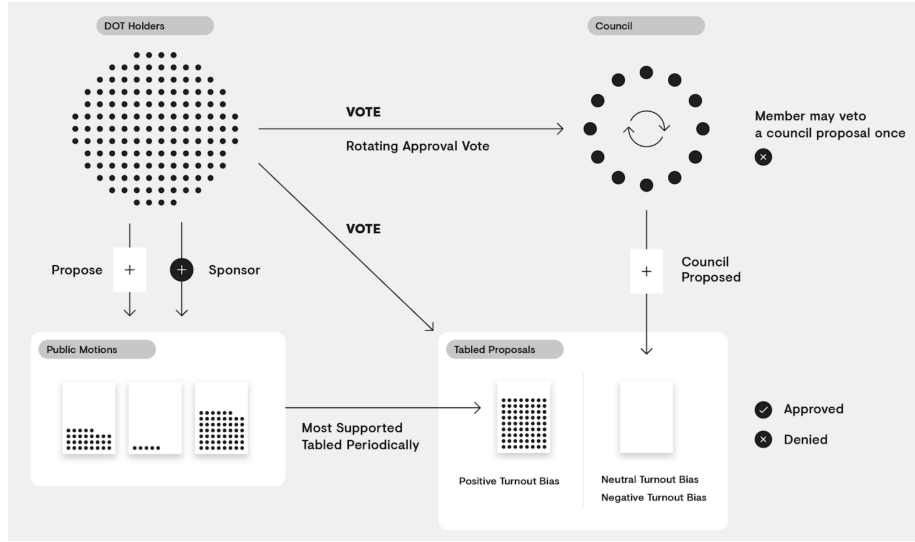 DOT Holders
Council
VOTE
Rotating Approval Vote
Member may veto
a council proposal once
VOTE
Propose
Sponsor
Council
Proposed
Public Motions
Tabled Proposals
Most Supported
Tabled Periodically
Approved
Denied
Positive Turnout Bias
Neutral Turnout Bias
Negative Turnout Bias